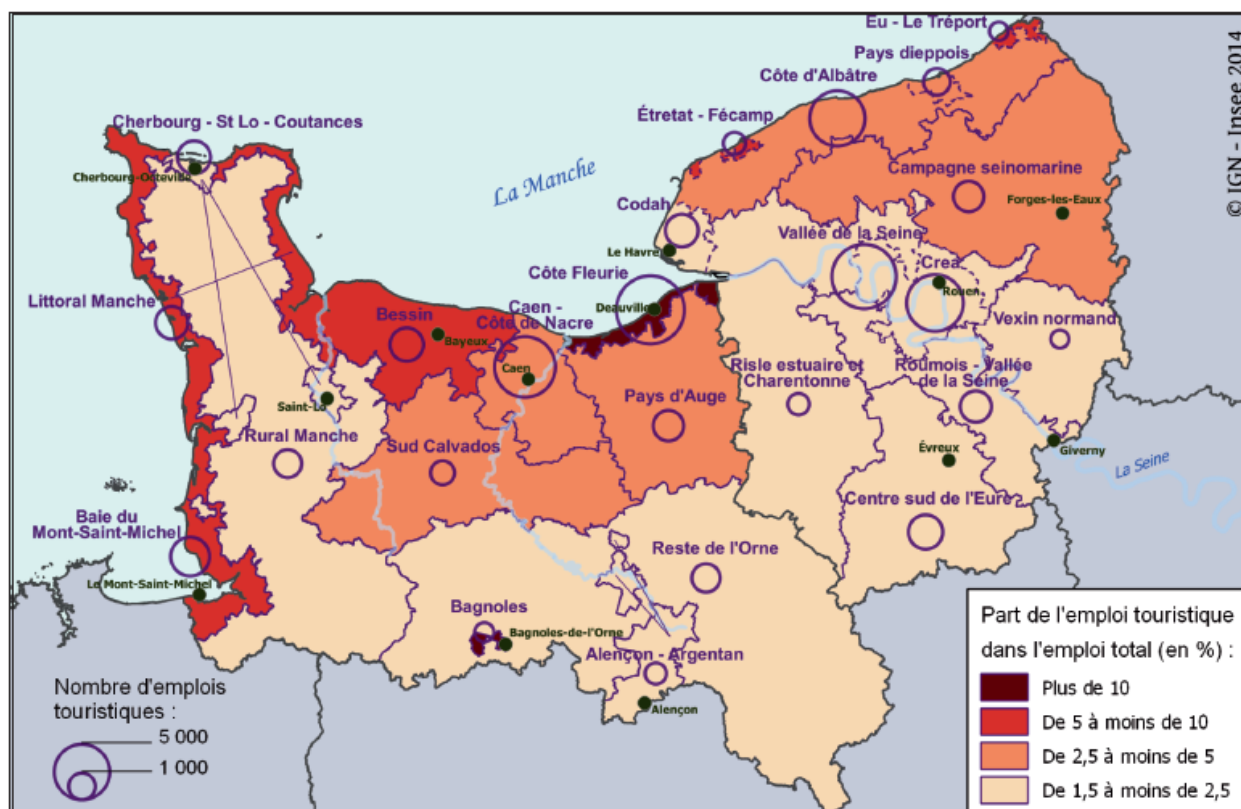 Eu - Le Tréport
Pays dieppois
Côte d'Albâtre
Étretat - Fécamp
© IGN - Insee 2014
Cherbourg - St Lo - Coutances
Cherbourg-Octeville
La Manche
Campagne seinomarine
Forges-les-Eaux
Codah
Le Havre
Vallée de la Seine
Crea
Rouen
Côte Fleurie
Deauville
Littoral Manche
Bessin
Bayeux
Caen -
Côte de Nacre
Caen
Vexin normand
Risle estuaire et
Charentonne
Roumois - Vallée
de la Seine
Saint-Lô
Pays d'Auge
Rural Manche
Sud Calvados
Évreux
Giverny
La Seine
Centre sud de l'Eure
Baie du
Mont-Saint-Michel
Le Mont-Saint-Michel
Reste de l'Orne
Bagnoles
Bagnoles-de-l'Orne
Alençon - Argentan
Alençon
Nombre d'emplois
touristiques :
5 000
1 000
Part de l'emploi touristique
dans l'emploi total (en %) :
Plus de 10
De 5 à moins de 10
De 2,5 à moins de 5
De 1,5 à moins de 2,5